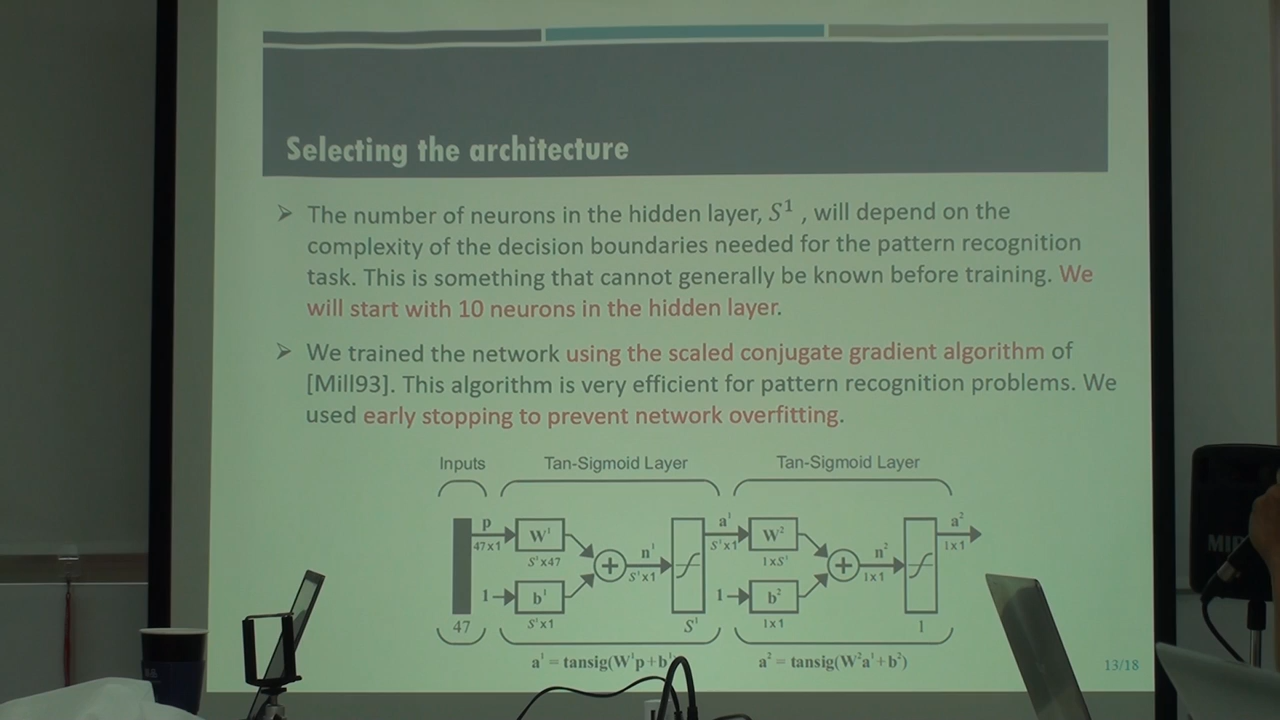 Selecting the architecture
➢ The number of neurons in the hidden layer, S¹ , will depend on the
complexity of the decision boundaries needed for the pattern recognition
task. This is something that cannot generally be known before training. We
will start with 10 neurons in the hidden layer.
➢ We trained the network using the scaled conjugate gradient algorithm of
[Mill93]. This algorithm is very efficient for pattern recognition problems. We
used early stopping to prevent network overfitting.
Inputs Tan-Sigmoid Layer Tan-Sigmoid Layer
p W¹ n¹ a¹ W² n² a²
47x1 S¹x47 S¹x1 S¹x1 1xS¹ 1x1 1x1
1 b¹ 1 b²
47 S¹x1 S¹ 1x1 1
a¹ = tansig(W¹p+b¹ a² = tansig(W²a¹+b²)
13/18